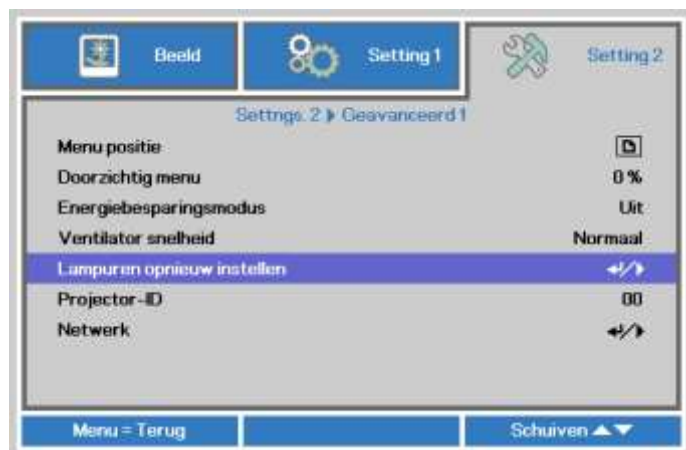 Beeld Setting 1 Setting 2
Settngs. 2 Geavanceerd 1
Menu positie
Doorzichtig menu 0 %
Energiebesparingsmodus Uit
Ventilator snelheid Normaal
Lampuren opnieuw instellen ↵/▶
Projector-ID 00
Netwerk ↵/▶
Menu = Terug Schuiven ▲▼